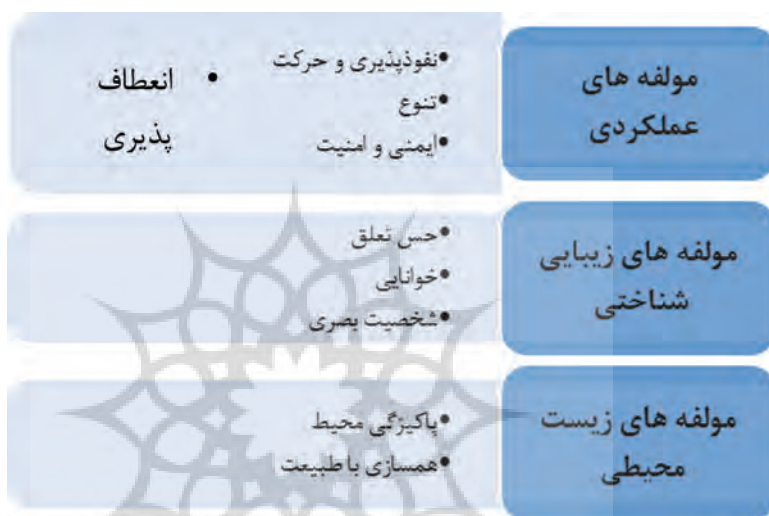 مولفه های
عملکردی
•نفوذپذیری و حرکت
•تنوع
•ایمنی و امنیت
• انعطاف
پذیری
مولفه های زیبایی
شناختی
•حس تعلق
•خوانایی
•شخصیت بصری
مولفه های زیست
محیطی
•پاکیزگی محیط
•همسازی با طبیعت